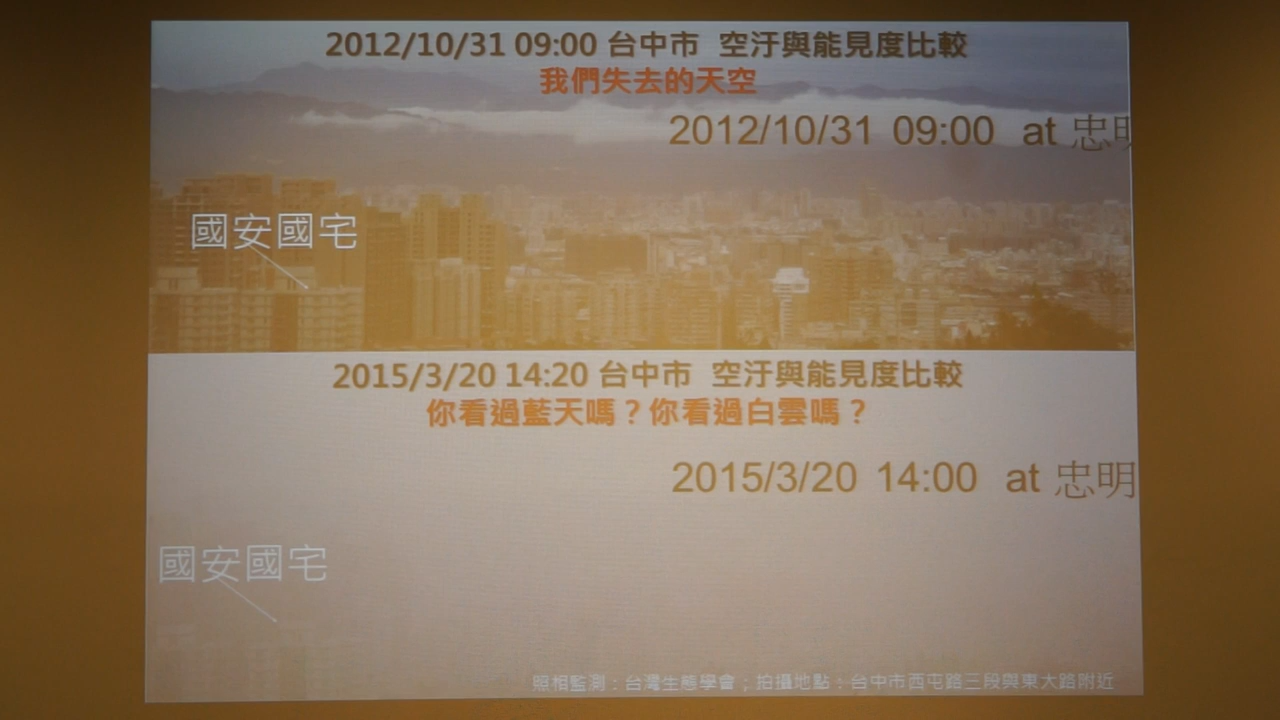 2012/10/31 09:00 台中市 空汙與能見度比較
我們失去的天空
2012/10/31 09:00 at 忠明
國安國宅
2015/3/20 14:20 台中市 空汙與能見度比較
你看過藍天嗎？你看過白雲嗎？
2015/3/20 14:00 at 忠明
國安國宅
照相監測：台灣生態學會；拍攝地點：台中市西屯路三段與東大路附近